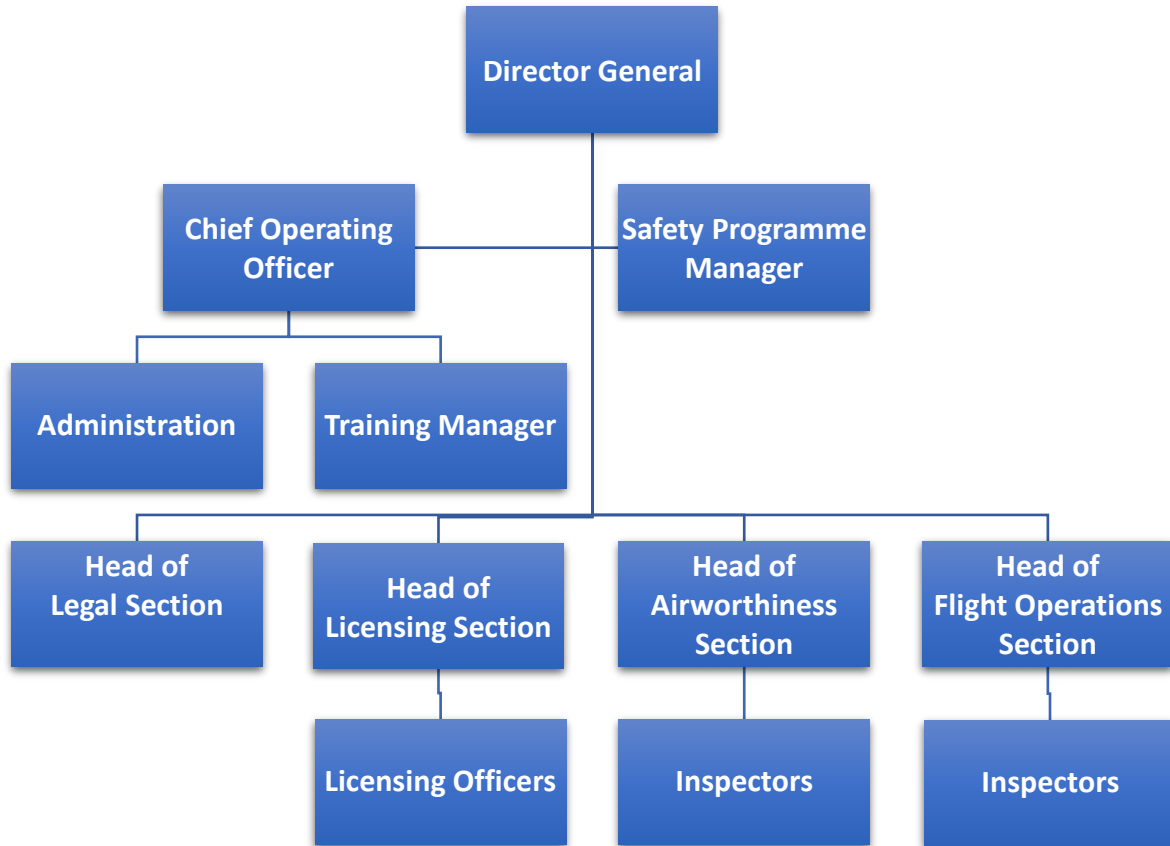 Director General
Chief Operating
Officer
Safety Programme
Manager
Administration
Training Manager
Head of
Legal Section
Head of
Licensing Section
Head of
Airworthiness
Section
Head of
Flight Operations
Section
Licensing Officers
Inspectors
Inspectors